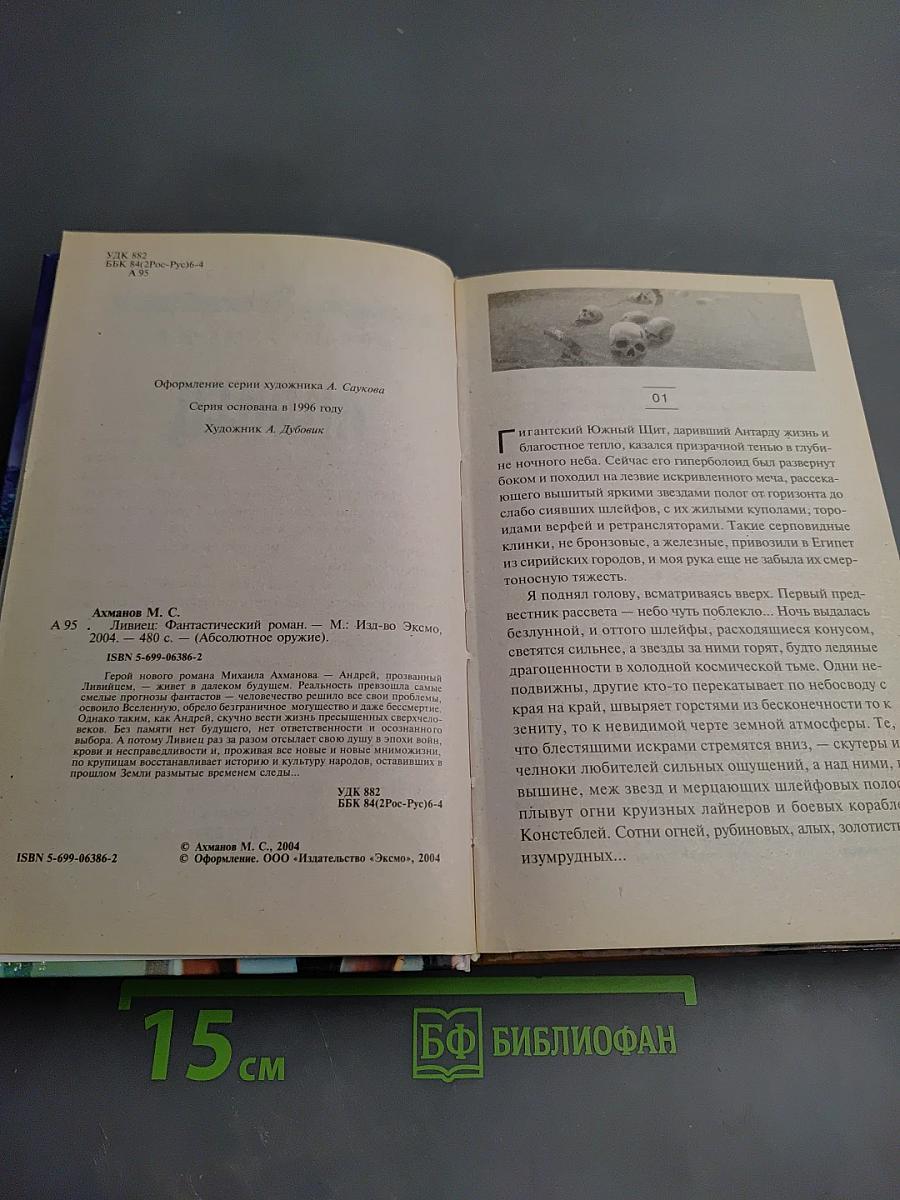 УДК 882
ББК 84(2Рос-Рус)6-4
А 95
Оформление серии художника А. Саукова
Серия основана в 1996 году
Художник А. Дубовик
Ахманов М. С.
А 95 . Ливиец: Фантастический роман. — М.: Изд-во Эксмо,
2004. — 480 с. — (Абсолютное оружие).
ISBN 5-699-06386-2
Герой нового романа Михаила Ахманова — Андрей, прозванный
Ливийцем, — живет в далеком будущем. Реальность превзошла самые
смелые прогнозы фантастов — человечество решило все свои проблемы,
освоило Вселенную, обрело безграничное могущество и даже бессмертие.
Однако таким, как Андрей, скучно вести жизнь пресыщенных сверхчело-
веков. Без памяти нет будущего, нет ответственности и осознанного
выбора. А потому Ливиец раз за разом отсылает свою душу в эпохи войн,
крови и несправедливости и, проживая все новые и новые мниможизни,
по крупицам восстанавливает историю и культуру народов, оставивших в
прошлом Земли размытые временем следы...
УДК 882
ББК 84(2Рос-Рус)6-4
© Ахманов М. С., 2004
ISBN 5-699-06386-2 © Оформление. ООО «Издательство «Эксмо», 2004
01
Гигантский Южный Щит, даривший Антарду жизнь и
благостное тепло, казался призрачной тенью в глуби-
не ночного неба. Сейчас его гиперболоид был развернут
боком и походил на лезвие искривленного меча, рассека-
ющего вышитый яркими звездами полог от горизонта до
слабо сиявших шлейфов, с их жилыми куполами, торо-
идами верфей и ретрансляторами. Такие серповидные
клинки, не бронзовые, а железные, привозили в Египет
из сирийских городов, и моя рука еще не забыла их смер-
тоносную тяжесть.
Я поднял голову, всматриваясь вверх. Первый пред-
вестник рассвета — небо чуть поблекло... Ночь выдалась
безлунной, и оттого шлейфы, расходящиеся конусом,
светятся сильнее, а звезды за ними горят, будто ледяные
драгоценности в холодной космической тьме. Одни не-
подвижны, другие кто-то перекатывает по небосводу с
края на край, швыряет горстями из бесконечности то к
зениту, то к невидимой черте земной атмосферы. Те,
что блестящими искрами стремятся вниз, — скутеры и
челноки любителей сильных ощущений, а над ними, в
вышине, меж звезд и мерцающих шлейфовых полос
плывут огни круизных лайнеров и боевых корабле
Констеблей. Сотни огней, рубиновых, алых, золотисты
изумрудных...
15 см
БФ БИБЛИОФАН